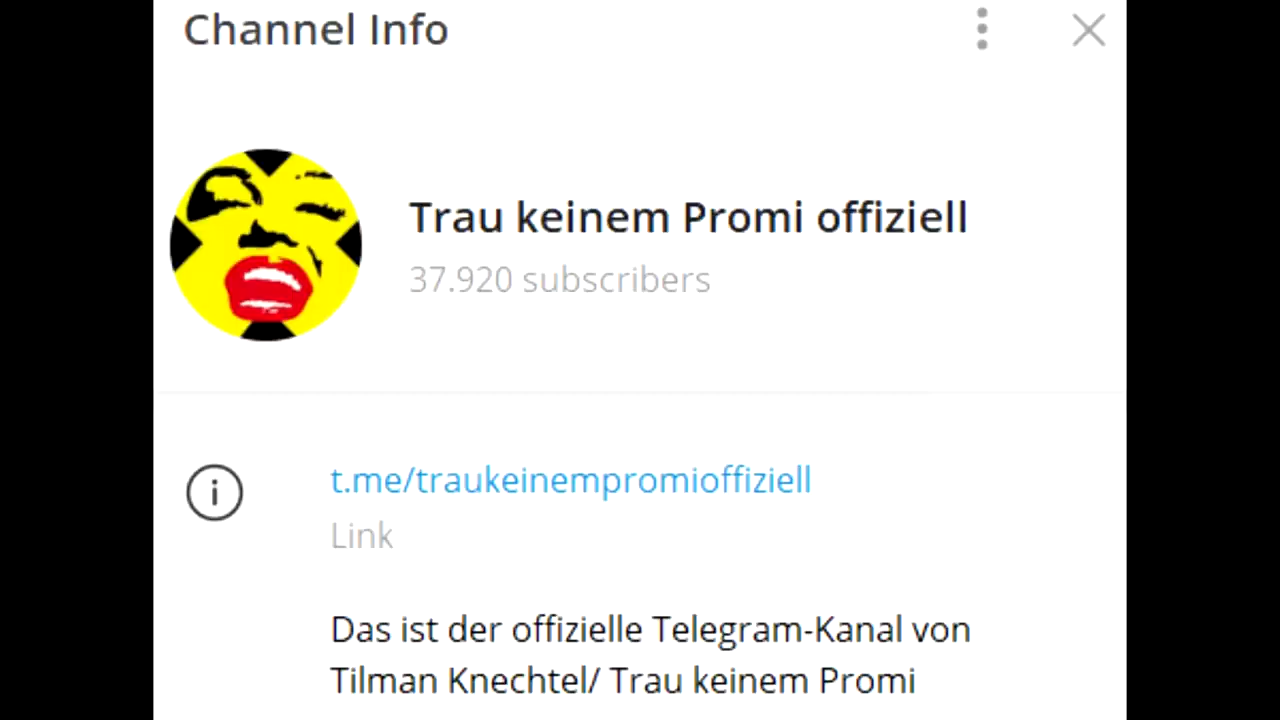 Channel Info
Trau keinem Promi offiziell
37.920 subscribers
t.me/traukeinempromioffiziell
Link
Das ist der offizielle Telegram-Kanal von
Tilman Knechtel/ Trau keinem Promi